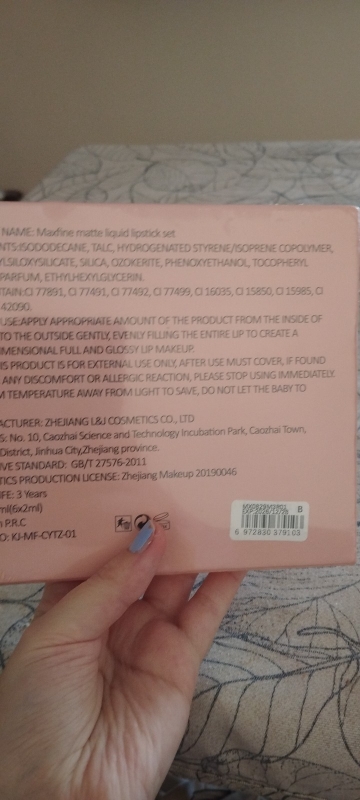 NAME: Maxfine matte liquid lipstick set
NTS:ISODODECANE, TALC, HYDROGENATED STYRENE/ISOPRENE COPOLYMER,
YLSILOXYSILICATE, SILICA, OZOKERITE, PHENOXYETHANOL, TOCOPHERYL
PARFUM, ETHYLHEXYLGLYCERIN.
TAIN:CI 77891, CI 77491, CI 77492, CI 77499, CI 16035, CI 15850, CI 15985, CI
42090.
USE:APPLY APPROPRIATE AMOUNT OF THE PRODUCT FROM THE INSIDE OF
TO THE OUTSIDE GENTLY, EVENLY FILLING THE ENTIRE LIP TO CREATE A
IMENSIONAL FULL AND GLOSSY LIP MAKEUP.
IS PRODUCT IS FOR EXTERNAL USE ONLY, AFTER USE MUST COVER, IF FOUND
ANY DISCOMFORT OR ALLERGIC REACTION, PLEASE STOP USING IMMEDIATELY.
M TEMPERATURE AWAY FROM LIGHT TO SAVE, DO NOT LET THE BABY TO
ACTURER: ZHEJIANG L&J COSMETICS CO., LTD
S: No. 10, Caozhai Science and Technology Incubation Park, Caozhai Town,
District, Jinhua City,Zhejiang province.
IVE STANDARD: GB/T 27576-2011
TICS PRODUCTION LICENSE: Zhejiang Makeup 20190046
IFE: 3 Years
ml(6x2ml)
n P.R.C
O: KJ-MF-CYTZ-01
B
6 972830 379103